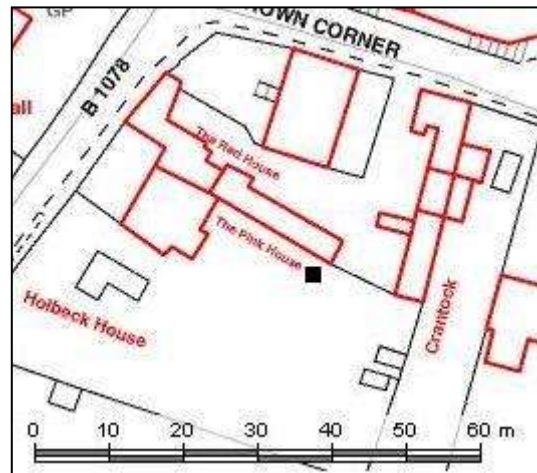 GP
OWN CORNER
B 1078
all
The Red House
The Pink House
Holbeck House
Crantock
0 10 20 30 40 50 60 m